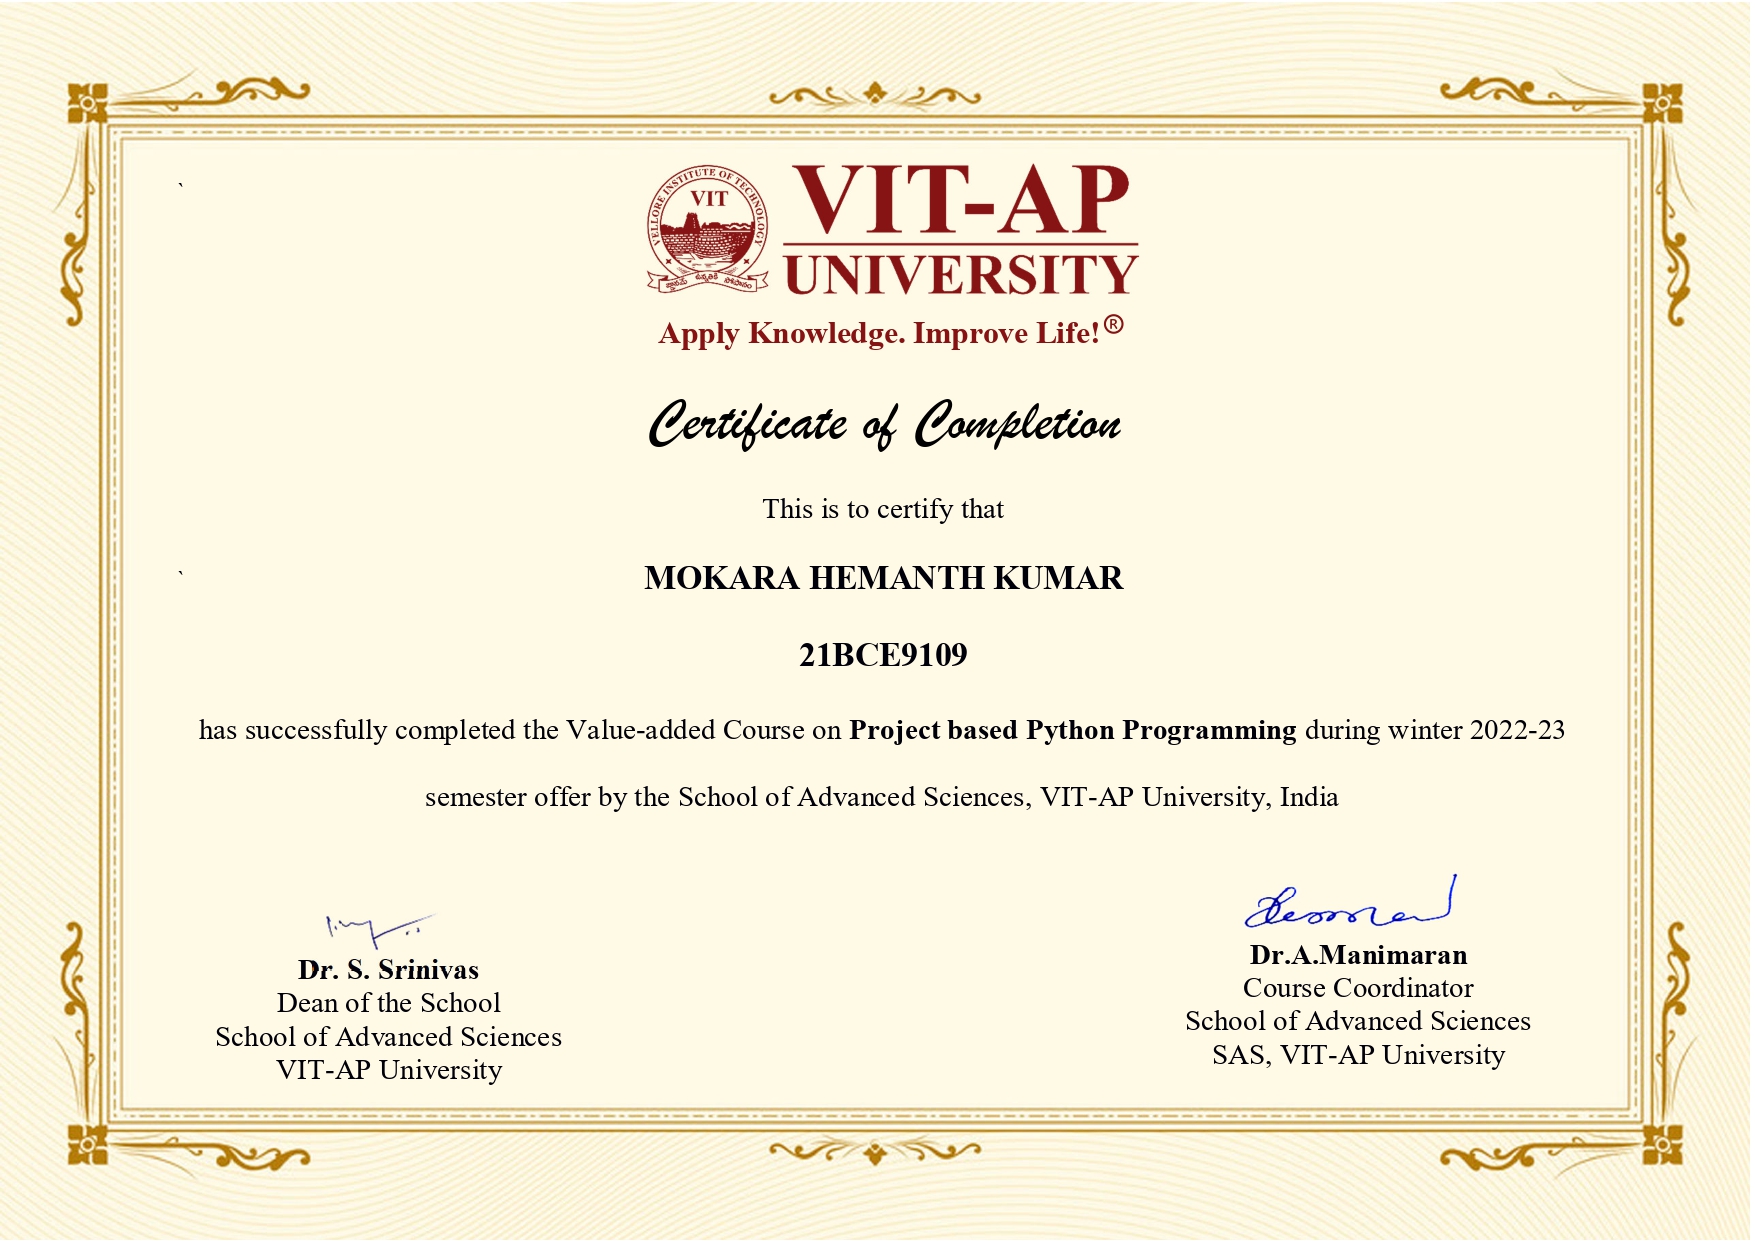 VELLORE INSTITUTE OF TECHNOLOGY
VIT
జ్ఞానమే ఉన్నతికి సోపానం
VIT-AP
UNIVERSITY
Apply Knowledge. Improve Life!®
Certificate of Completion
This is to certify that
MOKARA HEMANTH KUMAR
21BCE9109
has successfully completed the Value-added Course on Project based Python Programming during winter 2022-23
semester offer by the School of Advanced Sciences, VIT-AP University, India
Dr. S. Srinivas
Dean of the School
School of Advanced Sciences
VIT-AP University
Dr.A.Manimaran
Course Coordinator
School of Advanced Sciences
SAS, VIT-AP University